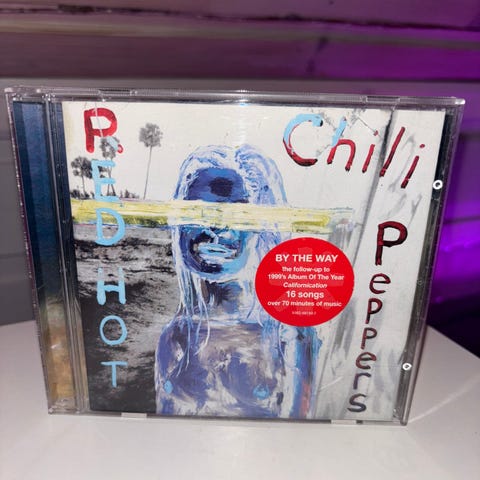 RED HOT
Chili
Peppers
BY THE WAY
the follow-up to
1999's Album Of The Year
Californication
16 songs
over 70 minutes of music